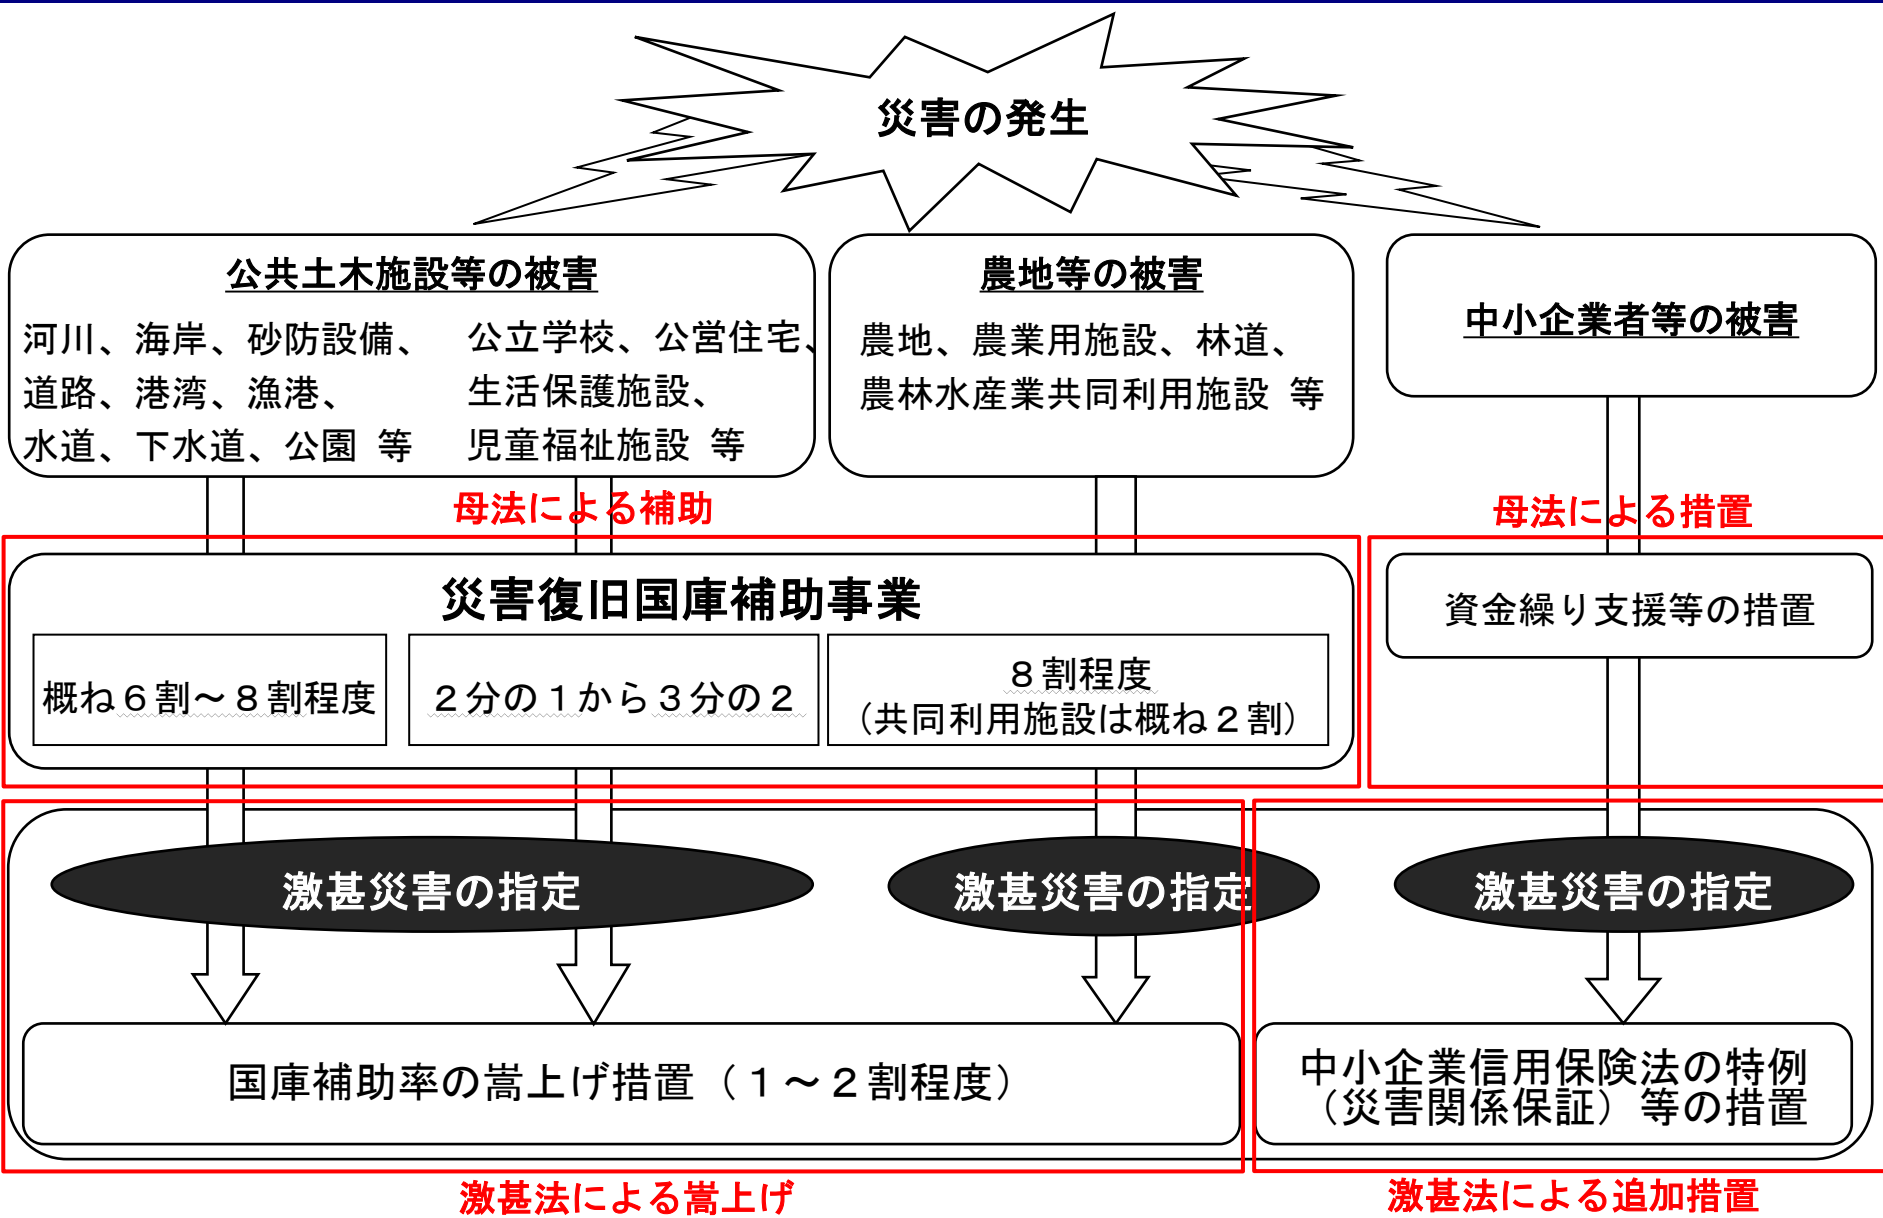 災害の発生
公共土木施設等の被害
河川、海岸、砂防設備、
道路、港湾、漁港、
水道、下水道、公園 等
公立学校、公営住宅、
生活保護施設、
児童福祉施設 等
農地等の被害
農地、農業用施設、林道、
農林水産業共同利用施設 等
中小企業者等の被害
母法による補助
母法による措置
災害復旧国庫補助事業
概ね６割～８割程度
２分の１から３分の２
８割程度
（共同利用施設は概ね２割）
資金繰り支援等の措置
激甚災害の指定
激甚災害の指定
激甚災害の指定
国庫補助率の嵩上げ措置（１～２割程度）
中小企業信用保険法の特例
（災害関係保証）等の措置
激甚法による嵩上げ
激甚法による追加措置